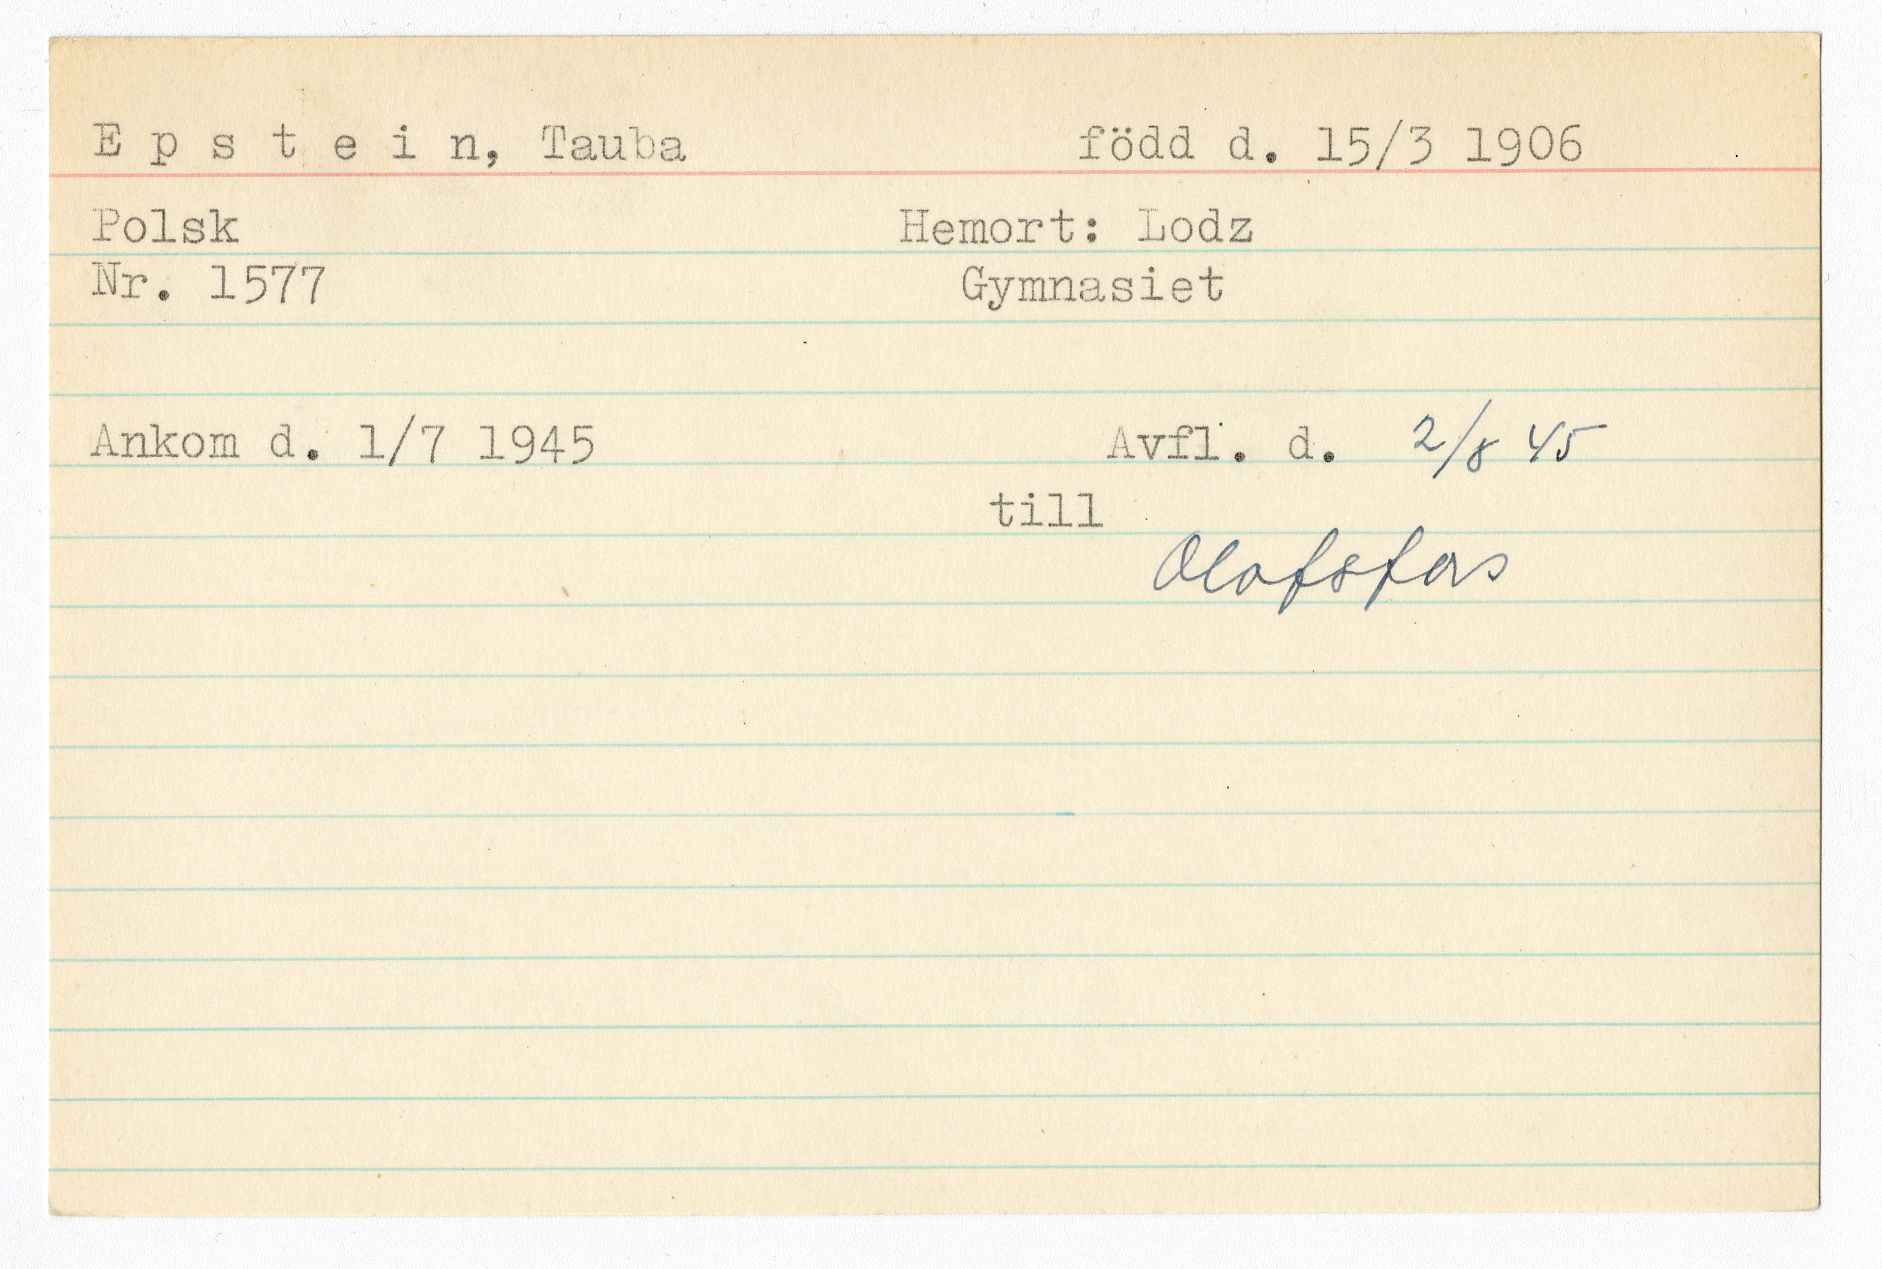 E p s t e i n, Tauba född d. 15/3 1906
Polsk Hemort: Lodz
Nr. 1577 Gymnasiet
Ankom d. 1/7 1945 Avfl. d. 2/8 45
till
Olofsfors